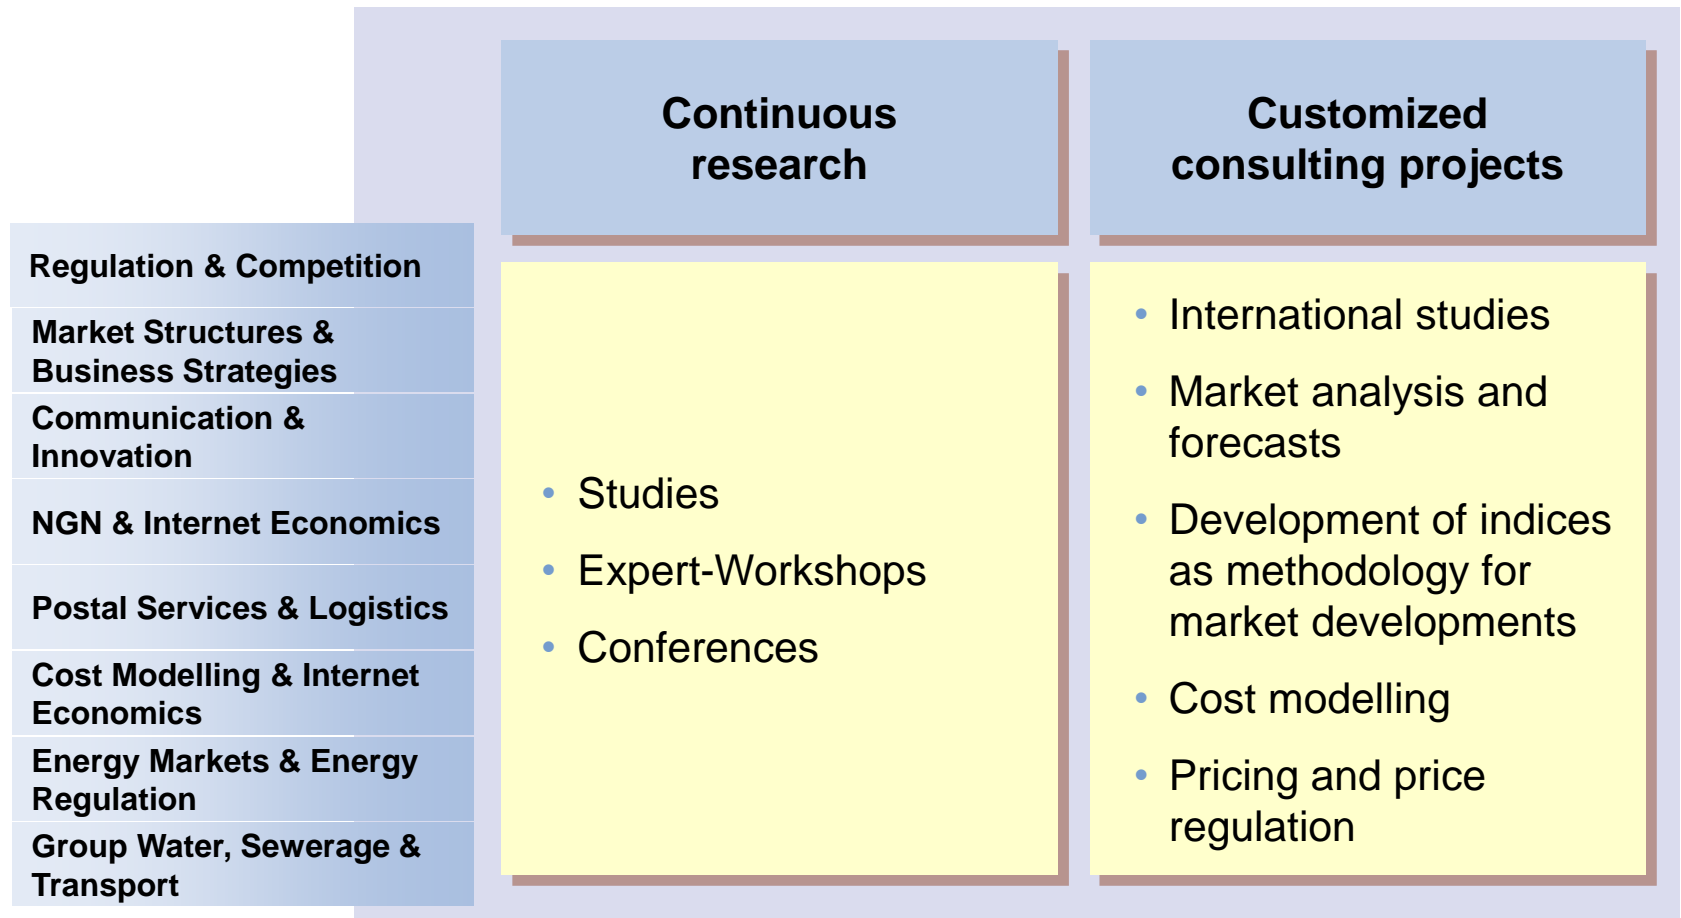 Continuous
research
Customized
consulting projects
Regulation & Competition
Market Structures &
Business Strategies
Communication &
Innovation
NGN & Internet Economics
Postal Services & Logistics
Cost Modelling & Internet
Economics
Energy Markets & Energy
Regulation
Group Water, Sewerage &
Transport
• Studies
• Expert-Workshops
• Conferences
• International studies
• Market analysis and
forecasts
• Development of indices
as methodology for
market developments
• Cost modelling
• Pricing and price
regulation